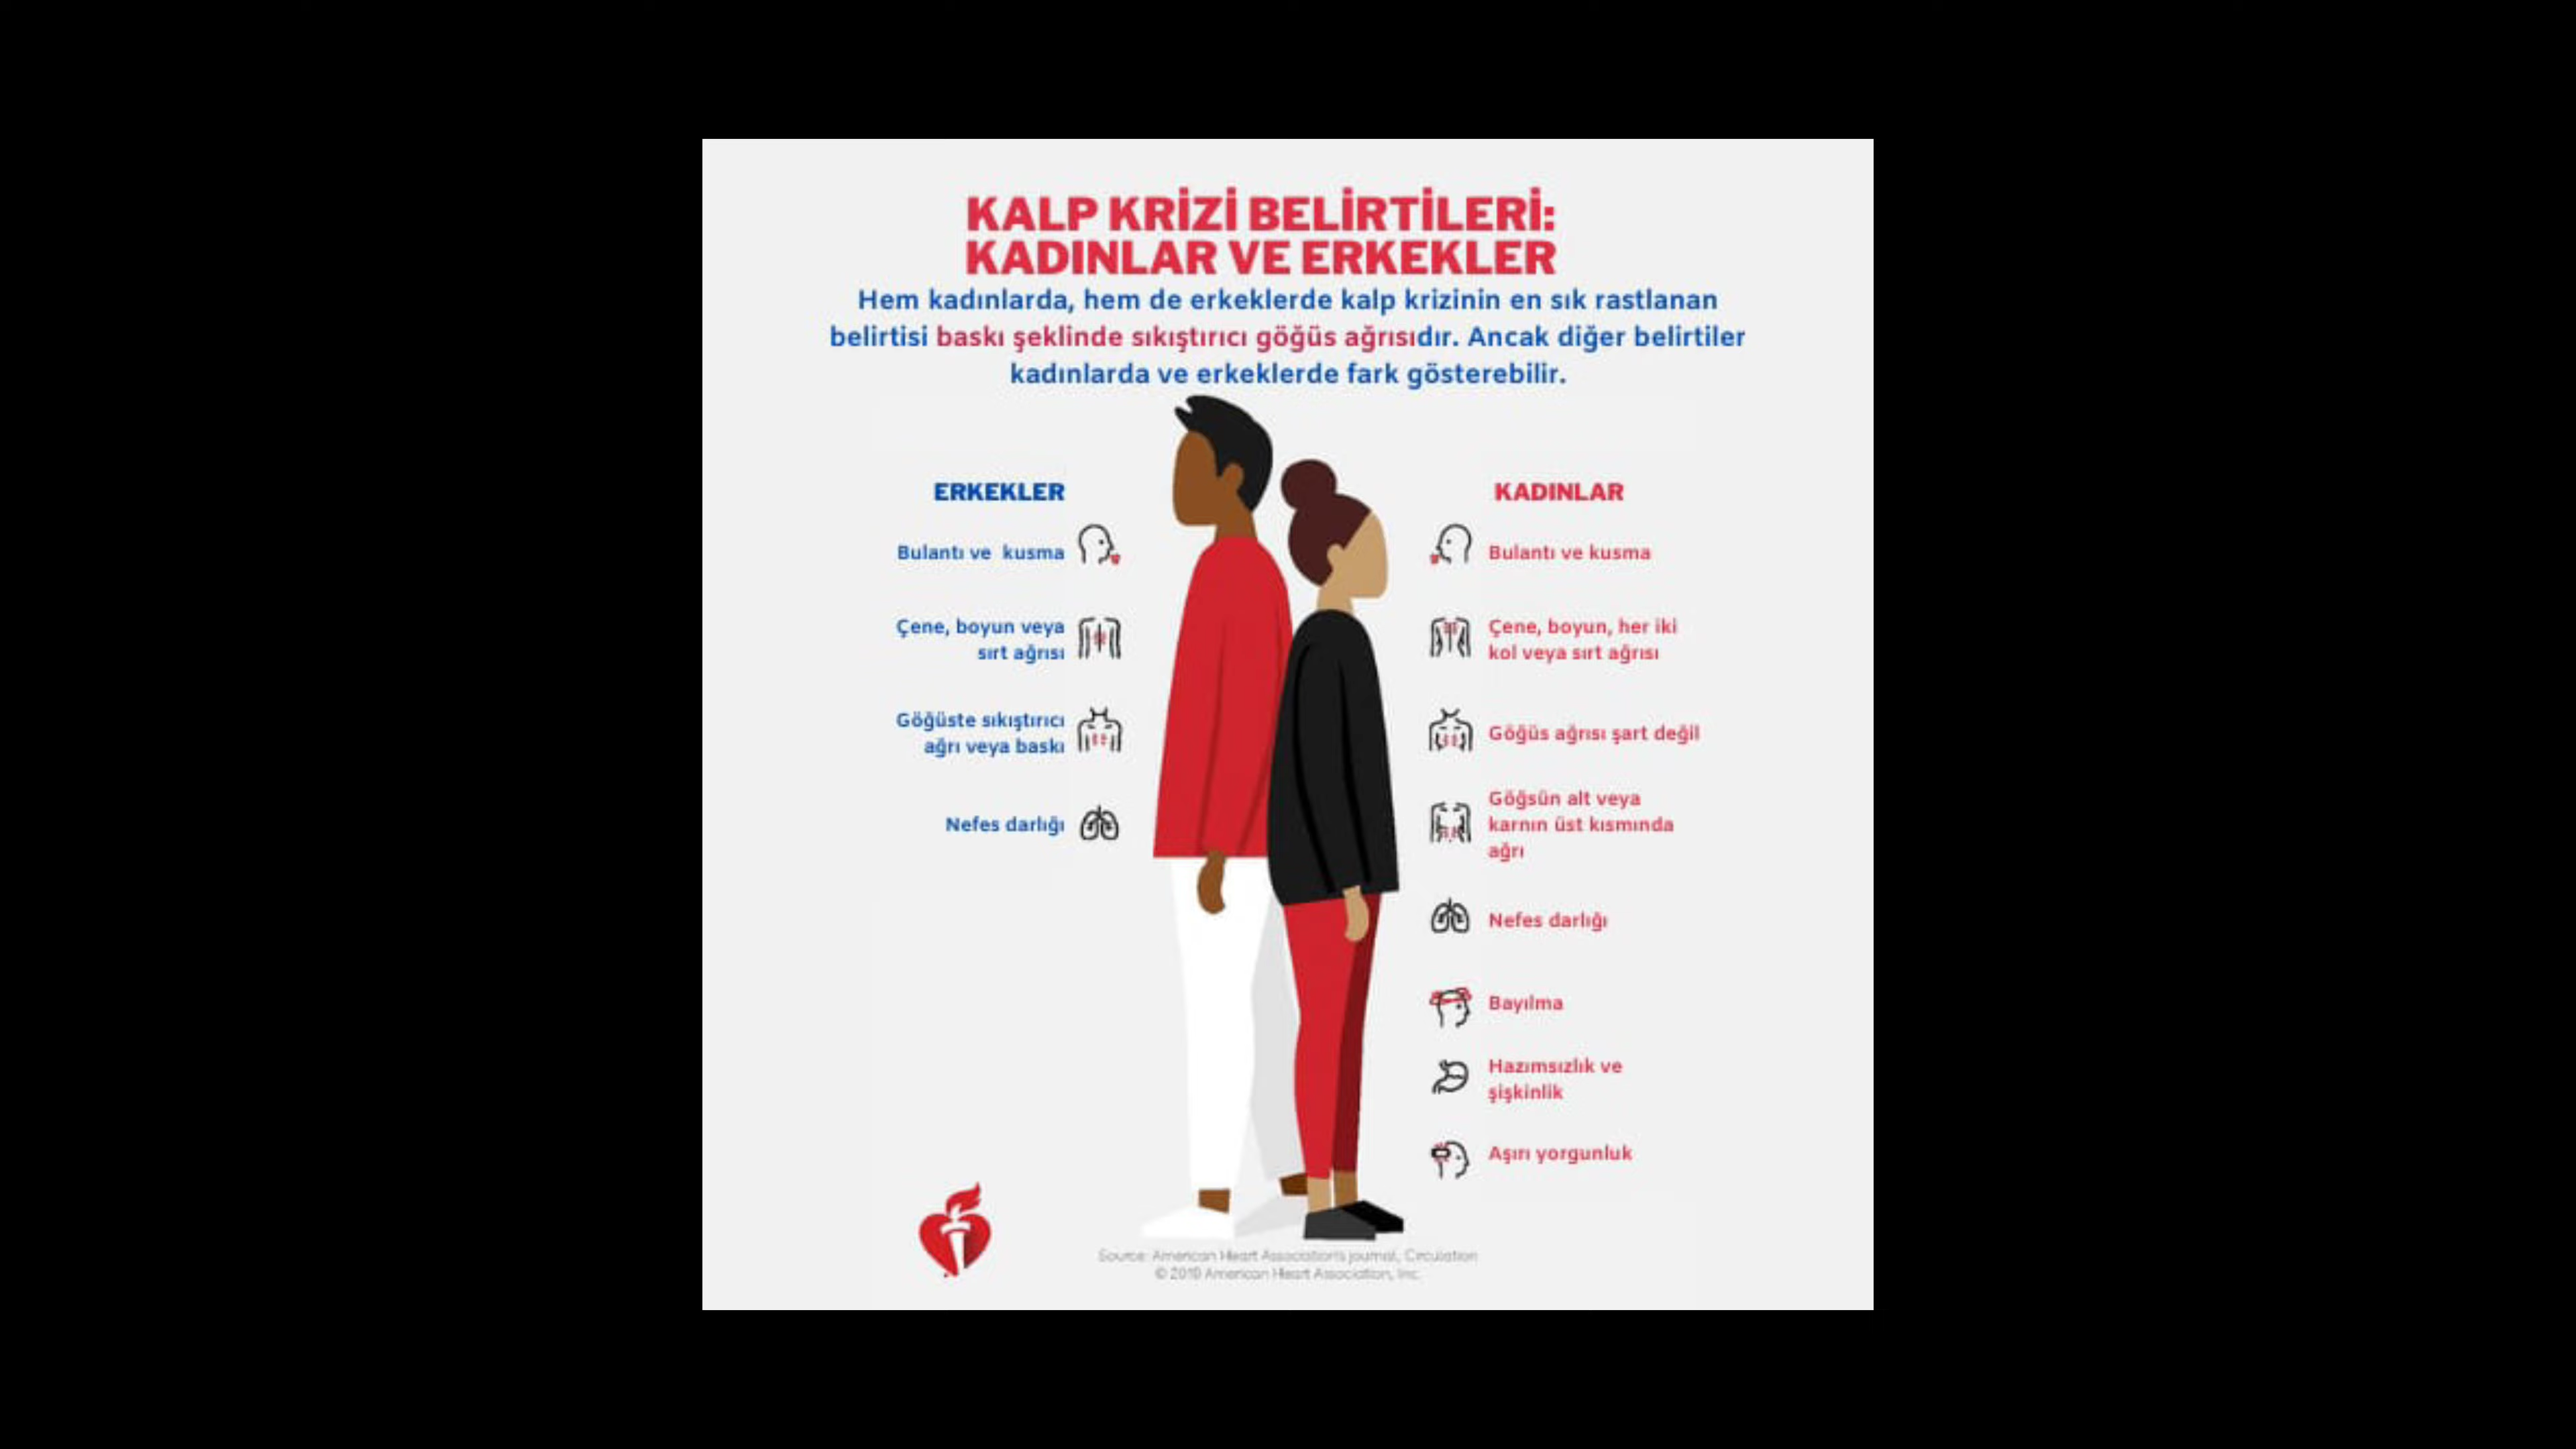 KALP KRİZİ BELİRTİLERİ:
KADINLAR VE ERKEKLER
Hem kadınlarda, hem de erkeklerde kalp krizinin en sık rastlanan
belirtisi baskı şeklinde sıkıştırıcı göğüs ağrısıdır. Ancak diğer belirtiler
kadınlarda ve erkeklerde fark gösterebilir.
ERKEKLER
Bulantı ve kusma
Çene, boyun veya
sırt ağrısı
Göğüste sıkıştırıcı
ağrı veya baskı
Nefes darlığı
KADINLAR
Bulantı ve kusma
Çene, boyun, her iki
kol veya sırt ağrısı
Göğüs ağrısı şart değil
Göğsün alt veya
karnın üst kısmında
ağrı
Nefes darlığı
Bayılma
Hazımsızlık ve
şişkinlik
Aşırı yorgunluk
Source: American Heart Association's journal, Circulation
© American Heart Association, Inc.